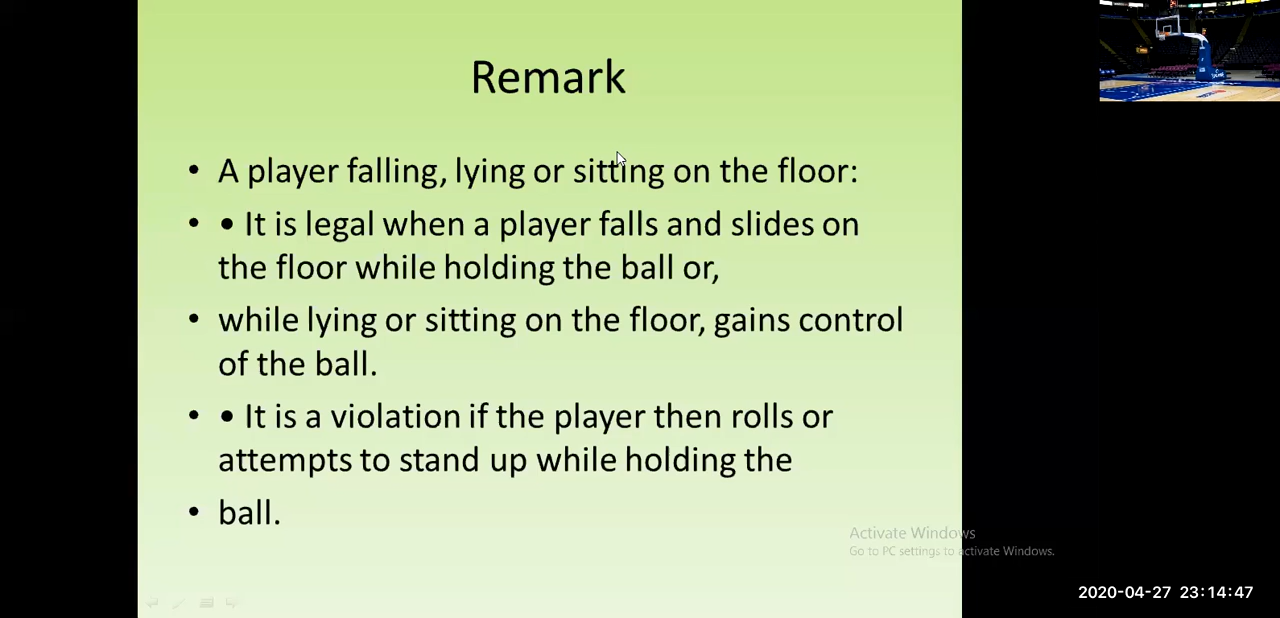 Remark
• A player falling, lying or sitting on the floor:
• • It is legal when a player falls and slides on
the floor while holding the ball or,
• while lying or sitting on the floor, gains control
of the ball.
• • It is a violation if the player then rolls or
attempts to stand up while holding the
• ball.
Activate Windows
Go to PC settings to activate Windows.
2020-04-27 23:14:47